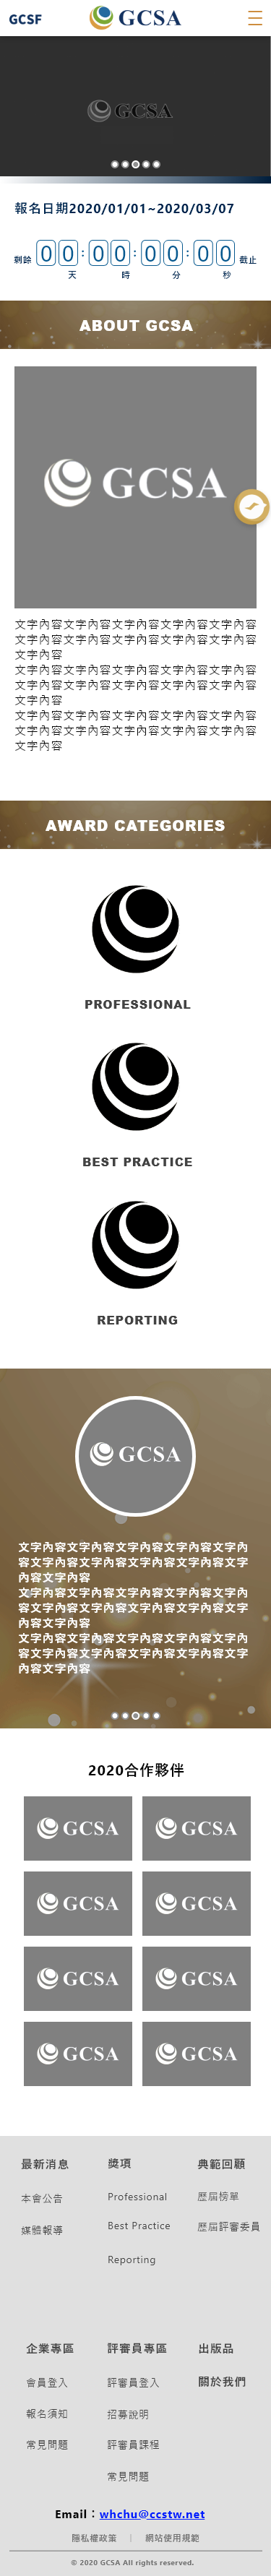 GCSF
GCSA
GCSA
報名日期2020/01/01~2020/03/07
剩餘 00:00:00:00 截止
天 時 分 秒
ABOUT GCSA
GCSA
文字內容文字內容文字內容文字內容文字內容
文字內容文字內容文字內容文字內容文字內容
文字內容
文字內容文字內容文字內容文字內容文字內容
文字內容文字內容文字內容文字內容文字內容
文字內容
文字內容文字內容文字內容文字內容文字內容
文字內容文字內容文字內容文字內容文字內容
文字內容
AWARD CATEGORIES
PROFESSIONAL
BEST PRACTICE
REPORTING
GCSA
文字內容文字內容文字內容文字內容文字內
容文字內容文字內容文字內容文字內容文字
內容文字內容
文字內容文字內容文字內容文字內容文字內
容文字內容文字內容文字內容文字內容文字
內容文字內容
文字內容文字內容文字內容文字內容文字內
容文字內容文字內容文字內容文字內容文字
內容文字內容
2020合作夥伴
GCSA GCSA
GCSA GCSA
GCSA GCSA
GCSA GCSA
最新消息
本會公告
媒體報導
獎項
Professional
Best Practice
Reporting
典範回顧
歷屆榜單
歷屆評審委員
企業專區
會員登入
報名須知
常見問題
評審員專區
評審員登入
招募說明
評審員課程
常見問題
出版品
關於我們
Email：whchu@ccstw.net
隱私權政策 | 網站使用規範
© 2020 GCSA All rights reserved.